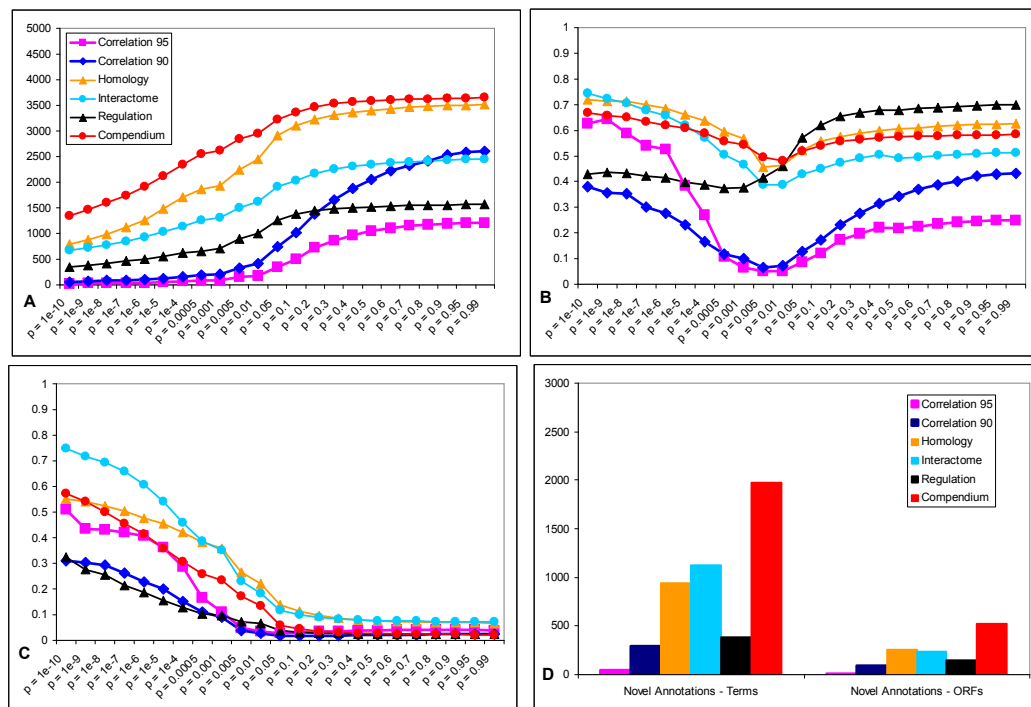 5000
4500
4000
3500
3000
2500
2000
1500
1000
500
0
Correlation 95
Correlation 90
Homology
Interactome
Regulation
Compendium
A
p = 1e-10
p = 1e-9
p = 1e-8
p = 1e-7
p = 1e-6
p = 1e-5
p = 1e-4
p = 0.0005
p = 0.001
p = 0.005
p = 0.01
p = 0.05
p = 0.1
p = 0.2
p = 0.3
p = 0.4
p = 0.5
p = 0.6
p = 0.7
p = 0.8
p = 0.9
p = 0.95
p = 0.99
1
0.9
0.8
0.7
0.6
0.5
0.4
0.3
0.2
0.1
0
B
p = 1e-10
p = 1e-9
p = 1e-8
p = 1e-7
p = 1e-6
p = 1e-5
p = 1e-4
p = 0.0005
p = 0.001
p = 0.005
p = 0.01
p = 0.05
p = 0.1
p = 0.2
p = 0.3
p = 0.4
p = 0.5
p = 0.6
p = 0.7
p = 0.8
p = 0.9
p = 0.95
p = 0.99
1
0.9
0.8
0.7
0.6
0.5
0.4
0.3
0.2
0.1
0
C
p = 1e-10
p = 1e-9
p = 1e-8
p = 1e-7
p = 1e-6
p = 1e-5
p = 1e-4
p = 0.0005
p = 0.001
p = 0.005
p = 0.01
p = 0.05
p = 0.1
p = 0.2
p = 0.3
p = 0.4
p = 0.5
p = 0.6
p = 0.7
p = 0.8
p = 0.9
p = 0.95
p = 0.99
3000
2500
2000
1500
1000
500
0
Correlation 95
Correlation 90
Homology
Interactome
Regulation
Compendium
D
Novel Annotations - Terms
Novel Annotations - ORFs